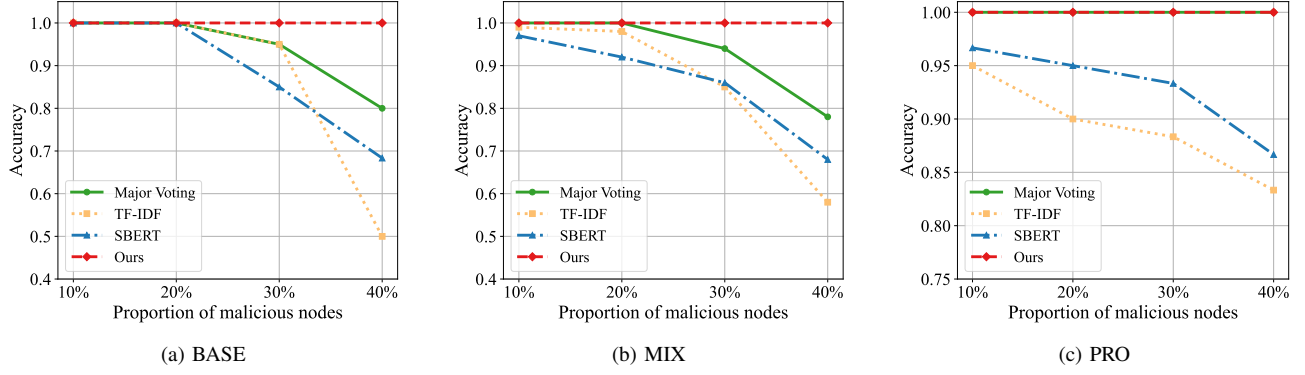 1.0
0.9
0.8
0.7
0.6
0.5
0.4
Accuracy
Major Voting
TF-IDF
SBERT
Ours
10% 20% 30% 40%
Proportion of malicious nodes
(a) BASE
1.0
0.9
0.8
0.7
0.6
0.5
0.4
Accuracy
Major Voting
TF-IDF
SBERT
Ours
10% 20% 30% 40%
Proportion of malicious nodes
(b) MIX
1.00
0.95
0.90
0.85
0.80
0.75
Accuracy
Major Voting
TF-IDF
SBERT
Ours
10% 20% 30% 40%
Proportion of malicious nodes
(c) PRO